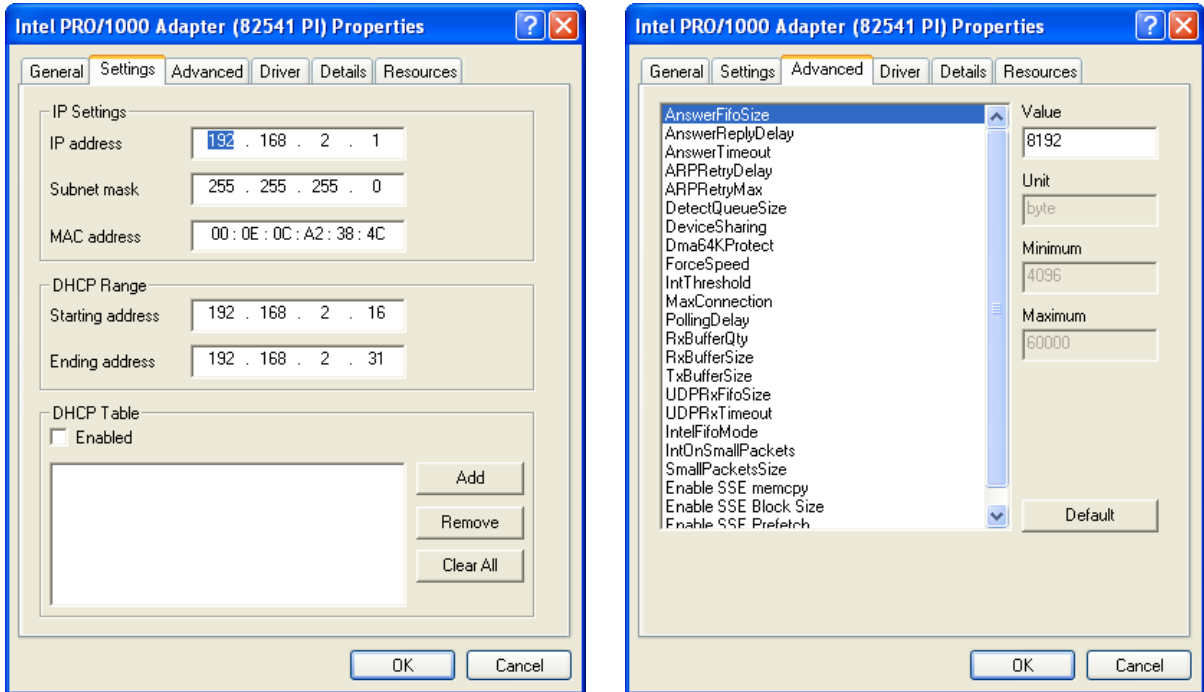 Intel PRO/1000 Adapter (82541 PI) Properties
General Settings Advanced Driver Details Resources
IP Settings
IP address 192 . 168 . 2 . 1
Subnet mask 255 . 255 . 255 . 0
MAC address 00 : 0E : 0C : A2 : 38 : 4C
DHCP Range
Starting address 192 . 168 . 2 . 16
Ending address 192 . 168 . 2 . 31
DHCP Table
Enabled
Add
Remove
Clear All
OK Cancel
Intel PRO/1000 Adapter (82541 PI) Properties
General Settings Advanced Driver Details Resources
AnswerFifoSize
AnswerReplyDelay
AnswerTimeout
ARPRetryDelay
ARPRetryMax
DetectQueueSize
DeviceSharing
Dma64KProtect
ForceSpeed
IntThreshold
MaxConnection
PollingDelay
RxBufferQty
RxBufferSize
TxBufferSize
UDPRxFifoSize
UDPRxTimeout
IntelFifoMode
IntOnSmallPackets
SmallPacketsSize
Enable SSE memcpy
Enable SSE Block Size
Enable SSE Prefetch
Value
8192
Unit
byte
Minimum
4096
Maximum
60000
Default
OK Cancel